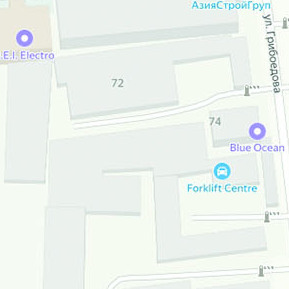 АзияСтройГруп
ул. Грибоедова
.E.I. Electro
72
74
Blue Ocean
Forklift Centre